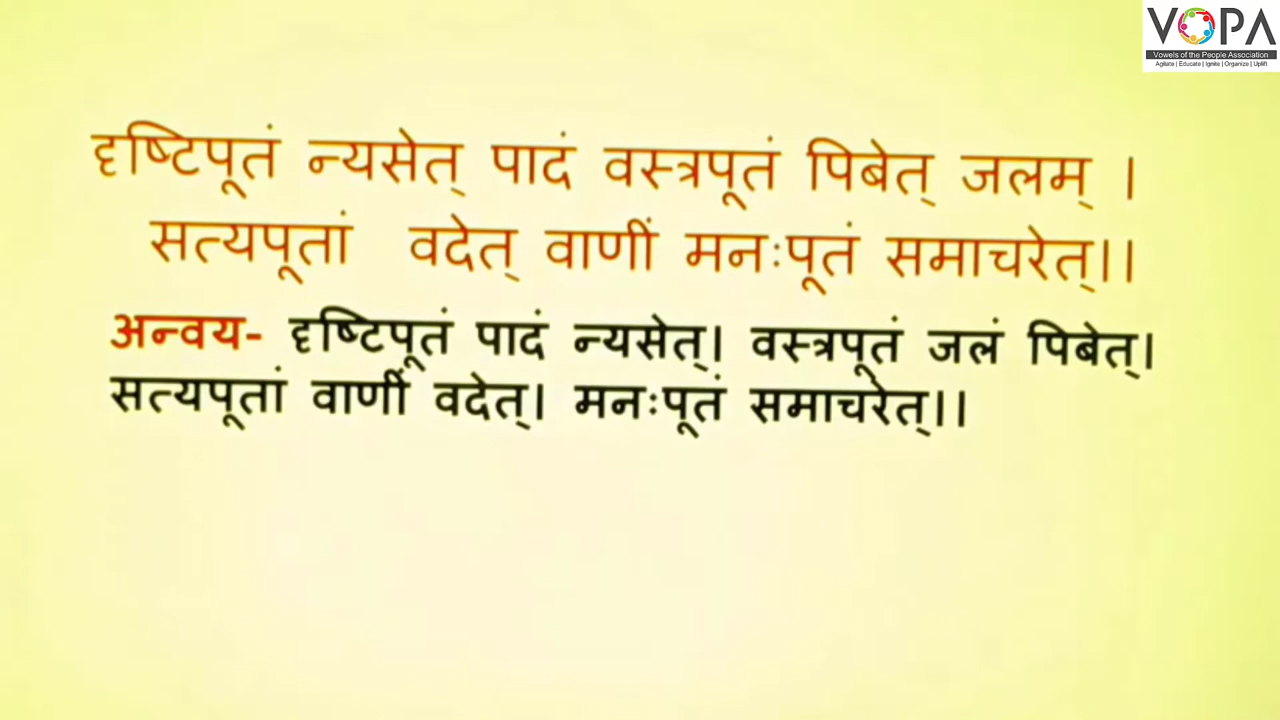 VOPA
Vowels of the People Association
Agitate | Educate | Ignite | Organize | Uplift
दृष्टिपूतं न्यसेत् पादं वस्त्रपूतं पिबेत् जलम् ।
सत्यपूतां वदेत् वाणीं मनःपूतं समाचरेत्।।
अन्वय- दृष्टिपूतं पादं न्यसेत्। वस्त्रपूतं जलं पिबेत्।
सत्यपूतां वाणीं वदेत्। मनःपूतं समाचरेत्।।